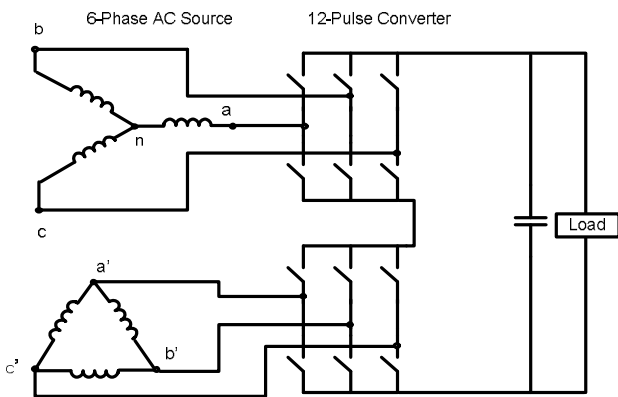 6-Phase AC Source
12-Pulse Converter
b
a
n
c
Load
a'
b'
c'